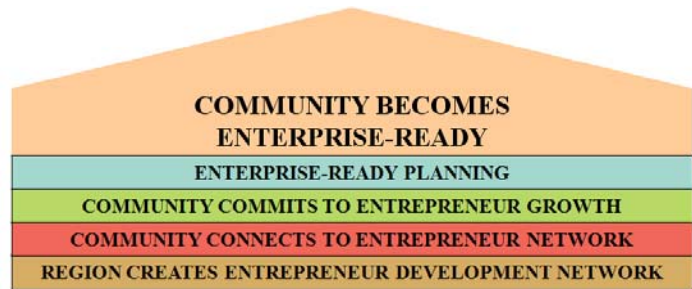 COMMUNITY BECOMES
ENTERPRISE-READY
ENTERPRISE-READY PLANNING
COMMUNITY COMMITS TO ENTREPRENEUR GROWTH
COMMUNITY CONNECTS TO ENTREPRENEUR NETWORK
REGION CREATES ENTREPRENEUR DEVELOPMENT NETWORK